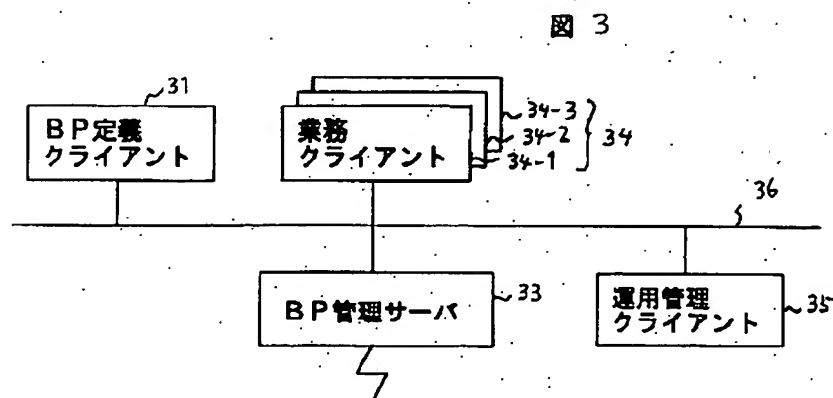 図 3
31
BP定義
クライアント
業務
クライアント
34-3
34-2
34-1
34
36
BP管理サーバ
33
運用管理
クライアント
35